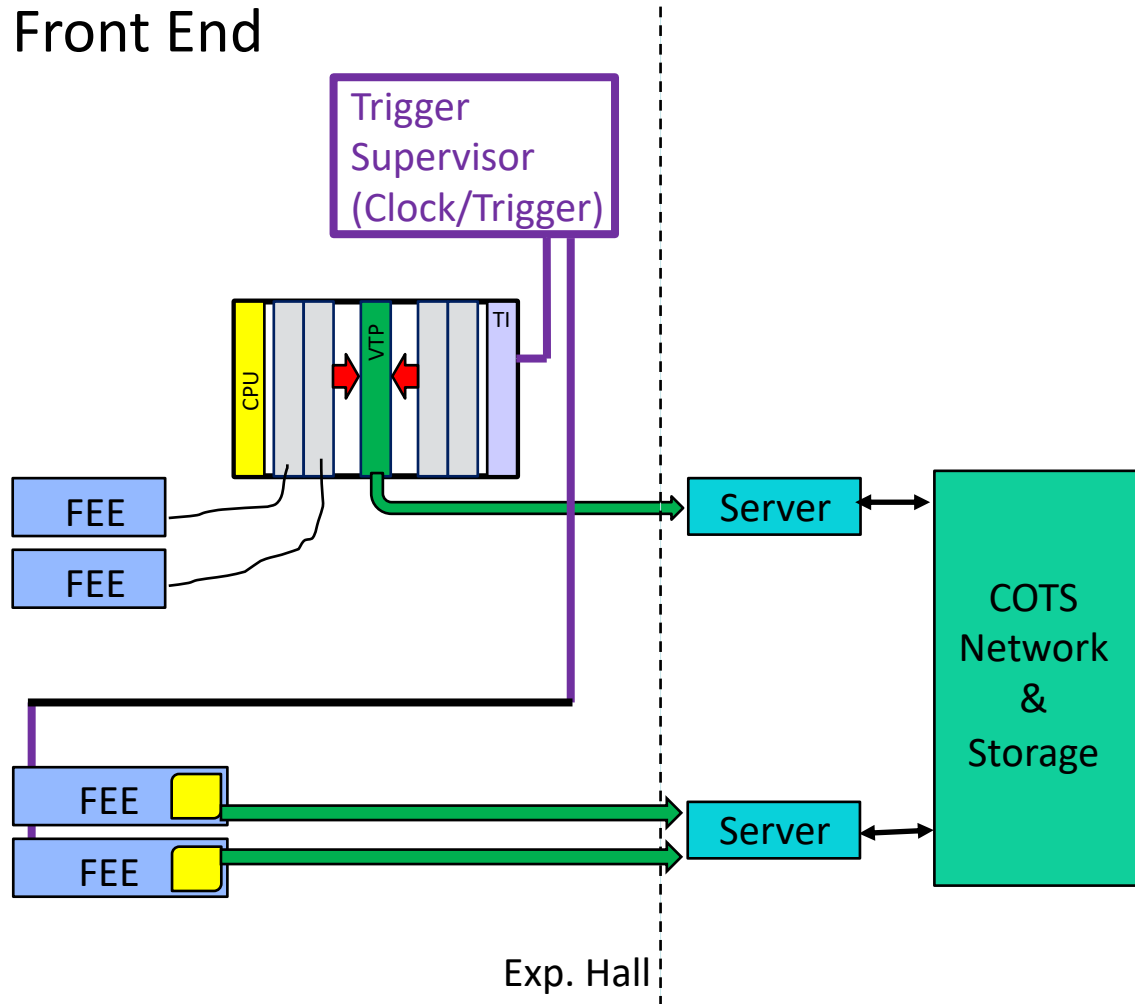 Front End
Trigger
Supervisor
(Clock/Trigger)
CPU
VTP
TI
FEE
FEE
Server
COTS
Network
&
Storage
FEE
FEE
Server
Exp. Hall